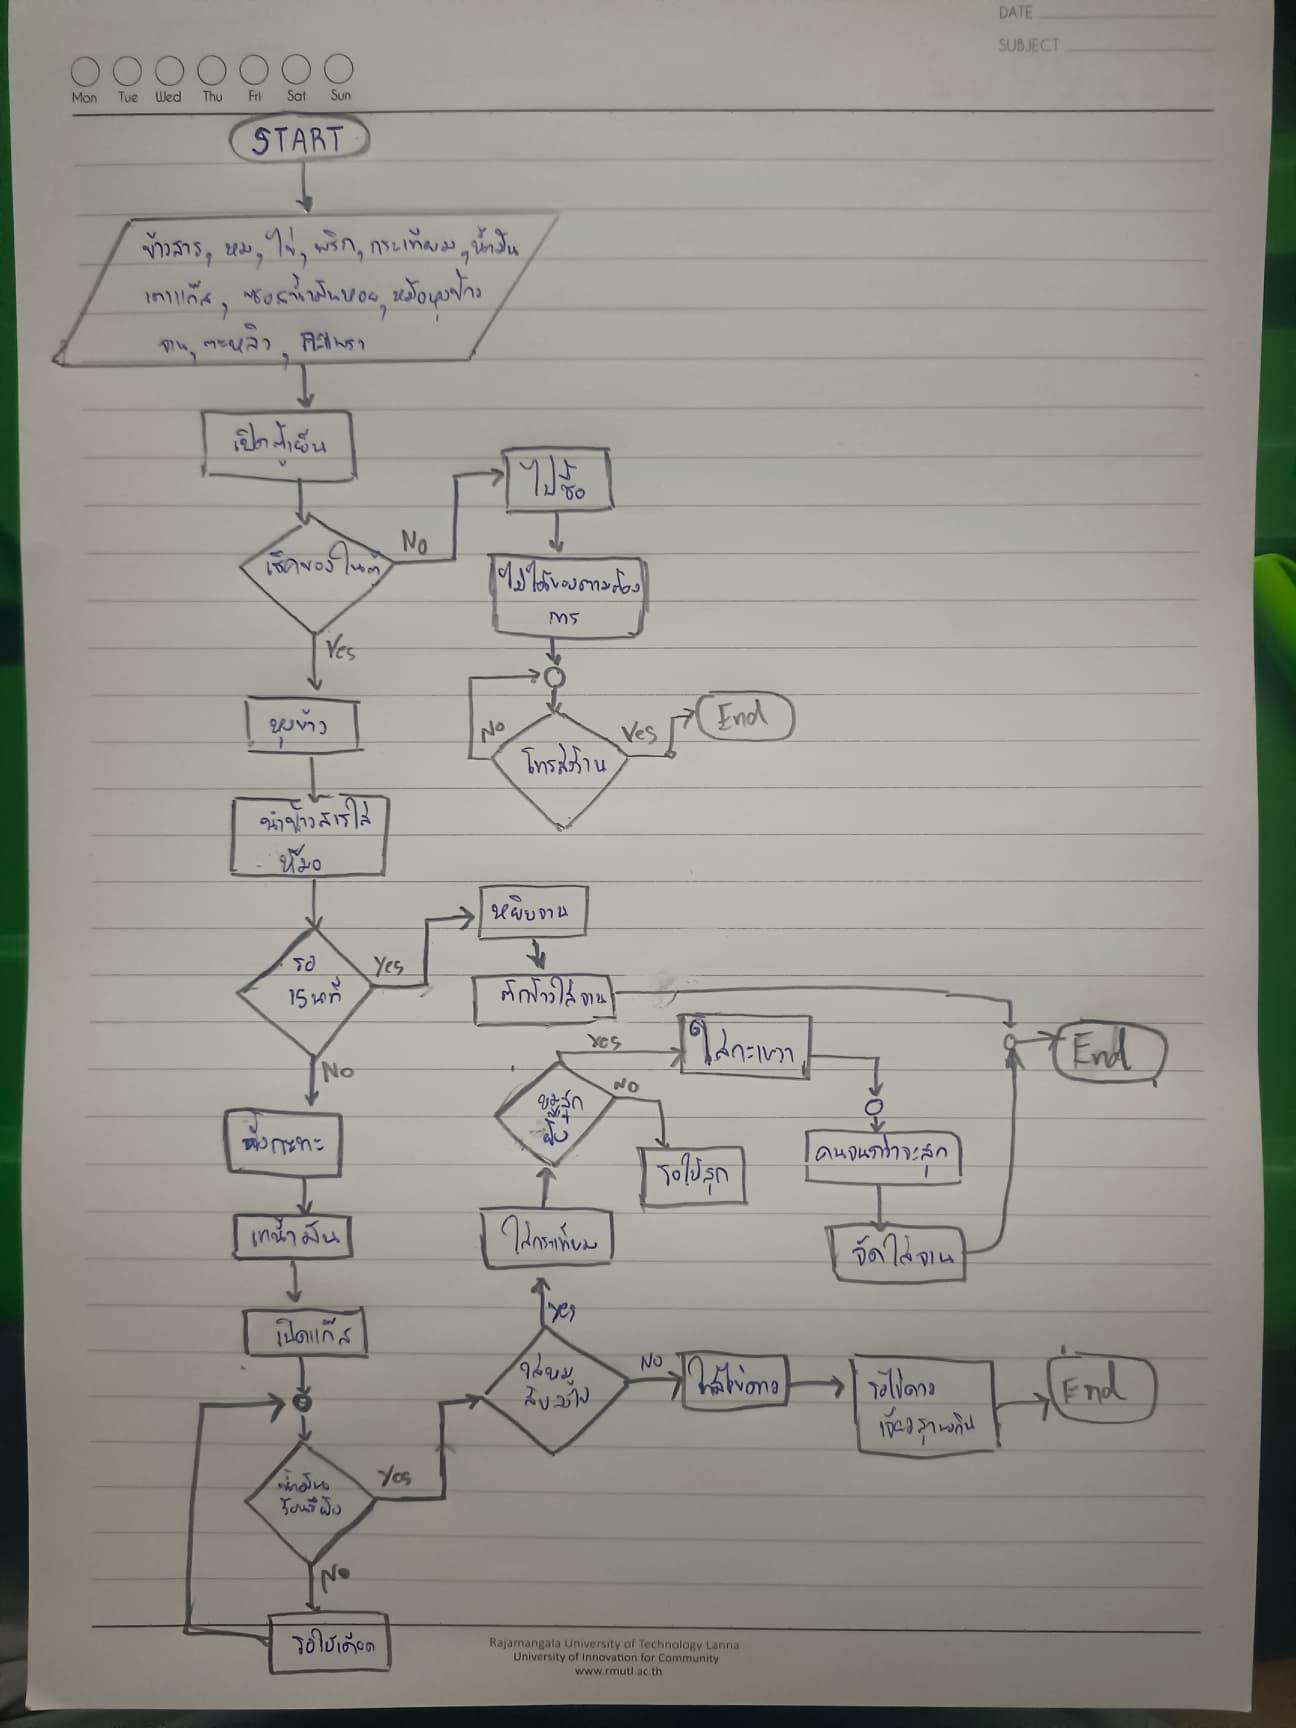 DATE
SUBJECT
Mon Tue Wed Thu Fri Sat Sun
START
ข้าวสาร, หมู, ไข่, พริก, กระเทียม, น้ำมัน
เตาแก๊ส, ซอสน้ำมันหอย, หม้อหุงข้าว
จาน, ตะหลิว, กะเพรา
เปิดตู้เย็น
ไปซื้อ
เช็คของในตู้
No
ไม่ได้ของตามต้อง
การ
Yes
หุงข้าว
End
No
Yes
โทรสั่งร้าน
นำข้าวสารใส่
หม้อ
หยิบจาน
รอ
15 นาที
Yes
ตักข้าวใส่จาน
No
Yes
ใส่กะเพรา
End
หมูสุก
ยัง
No
ตั้งกระทะ
รอให้สุก
คนจนกว่าจะสุก
เทน้ำมัน
ใส่กระเทียม
จัดใส่จาน
เปิดแก๊ส
Yes
ใส่หมู
สับลงไป
No
ใส่ไข่ดาว
รอไข่ดาว
End
น้ำมัน
ร้อนรึยัง
Yes
No
รอให้เดือด
Rajamangala University of Technology Lanna
University of Innovation for Community
www.rmutl.ac.th